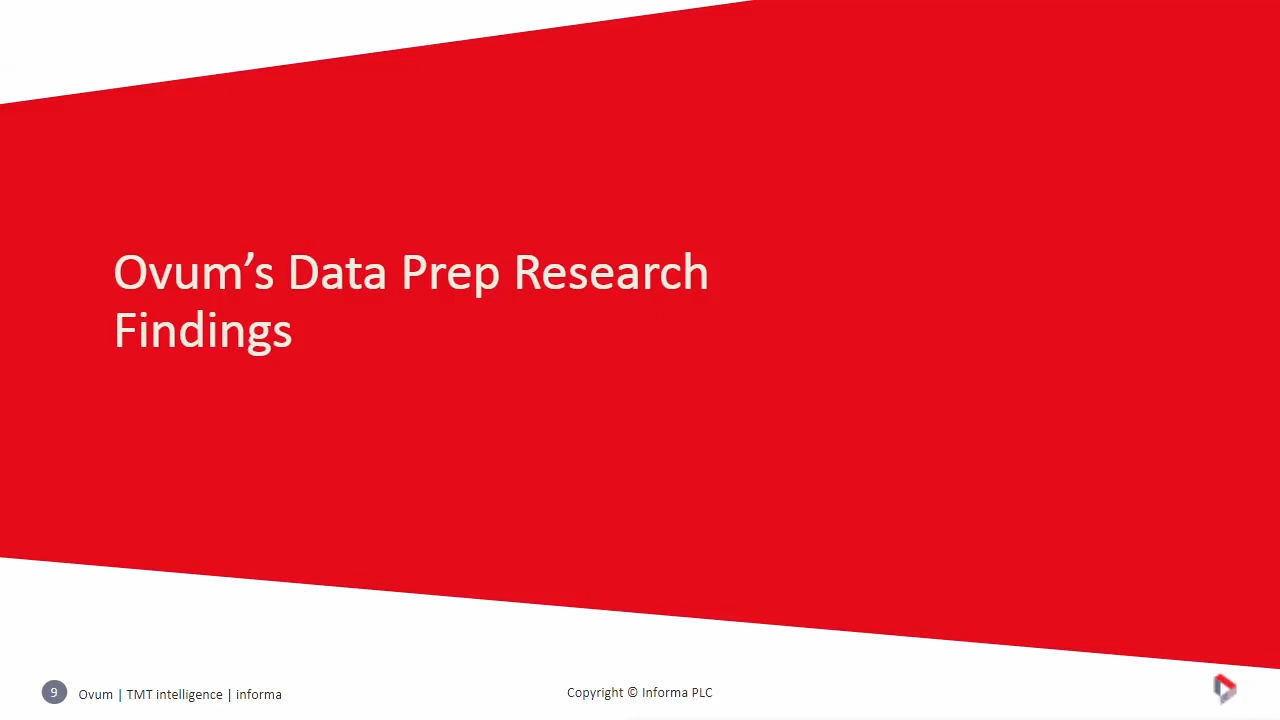 Ovum’s Data Prep Research
Findings
9
Ovum | TMT intelligence | informa
Copyright © Informa PLC